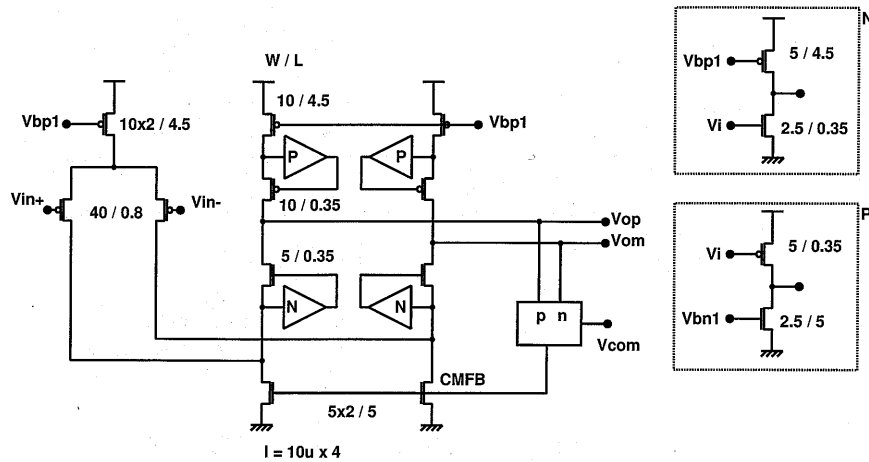 W / L
10 / 4.5
Vbp1
10x2 / 4.5
Vbp1
P
P
Vin+
40 / 0.8
Vin-
10 / 0.35
Vop
Vom
5 / 0.35
N
N
p n
Vcom
CMFB
5x2 / 5
I = 10u x 4
N
5 / 4.5
Vbp1
Vi
2.5 / 0.35
P
Vi
5 / 0.35
Vbn1
2.5 / 5